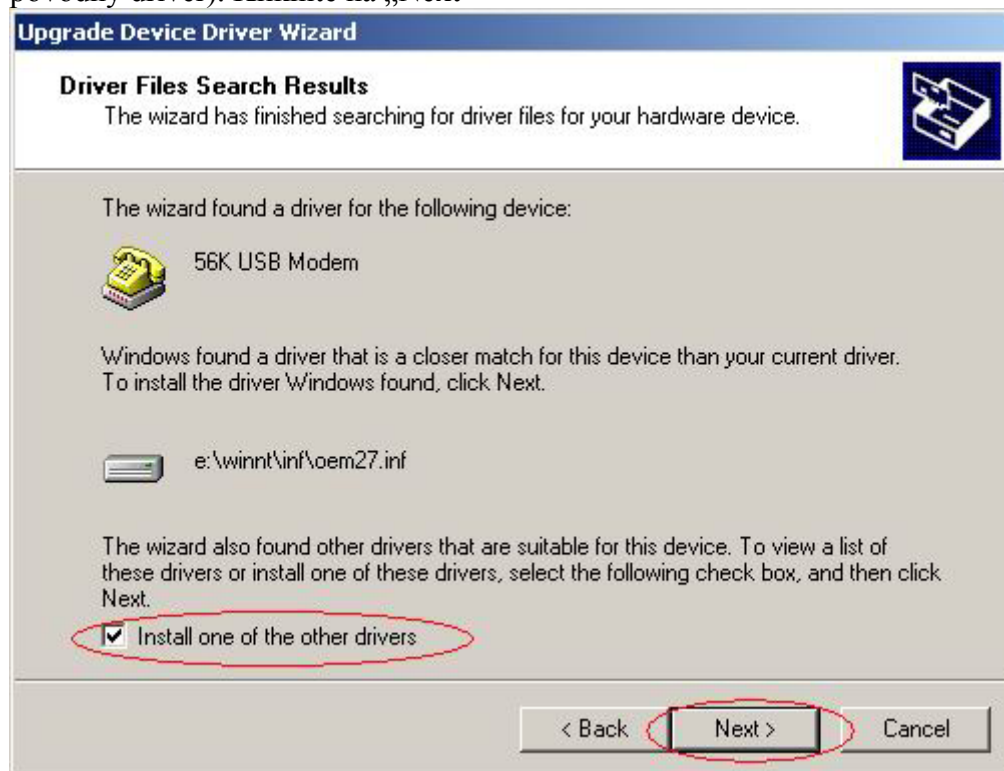 pôvodný driver). Kliknite na „Next“
Upgrade Device Driver Wizard
Driver Files Search Results
The wizard has finished searching for driver files for your hardware device.
The wizard found a driver for the following device:
56K USB Modem
Windows found a driver that is a closer match for this device than your current driver.
To install the driver Windows found, click Next.
e:\winnt\inf\oem27.inf
The wizard also found other drivers that are suitable for this device. To view a list of
these drivers or install one of these drivers, select the following check box, and then click
Next.
Install one of the other drivers
< Back
Next >
Cancel